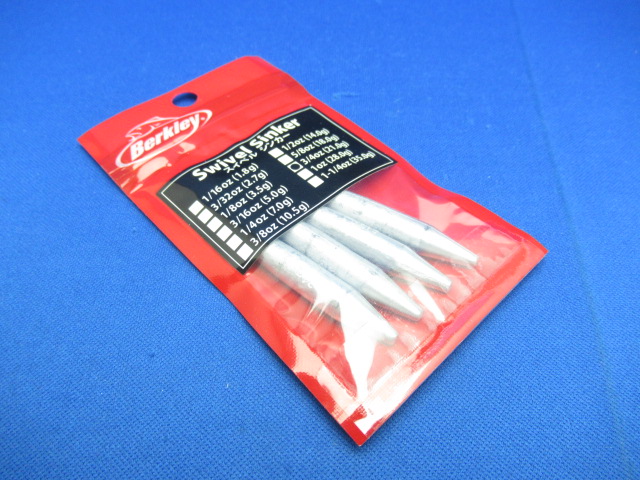 Berkley
Swivel Sinker
スイベル シンカー
1/16oz (1.8g)
3/32oz (2.7g)
1/8oz (3.5g)
3/16oz (5.0g)
1/4oz (7.0g)
3/8oz (10.5g)
1/2oz (14.0g)
5/8oz (18.0g)
3/4oz (21.0g)
1oz (28.0g)
1-1/4oz (35.0g)